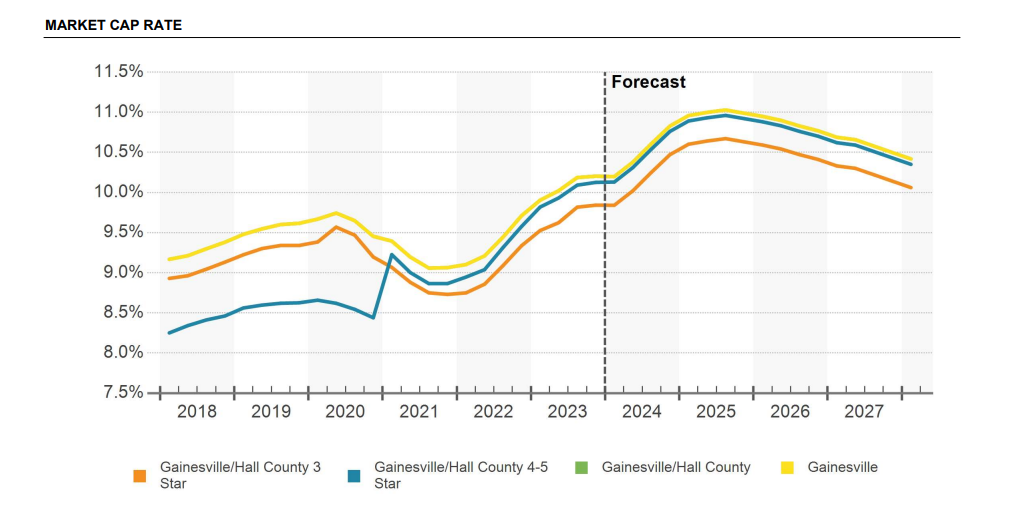 MARKET CAP RATE
11.5%
Forecast
11.0%
10.5%
10.0%
9.5%
9.0%
8.5%
8.0%
7.5%
2018 2019 2020 2021 2022 2023 2024 2025 2026 2027
Gainesville/Hall County 3 Gainesville/Hall County 4-5 Gainesville/Hall County Gainesville
Star Star